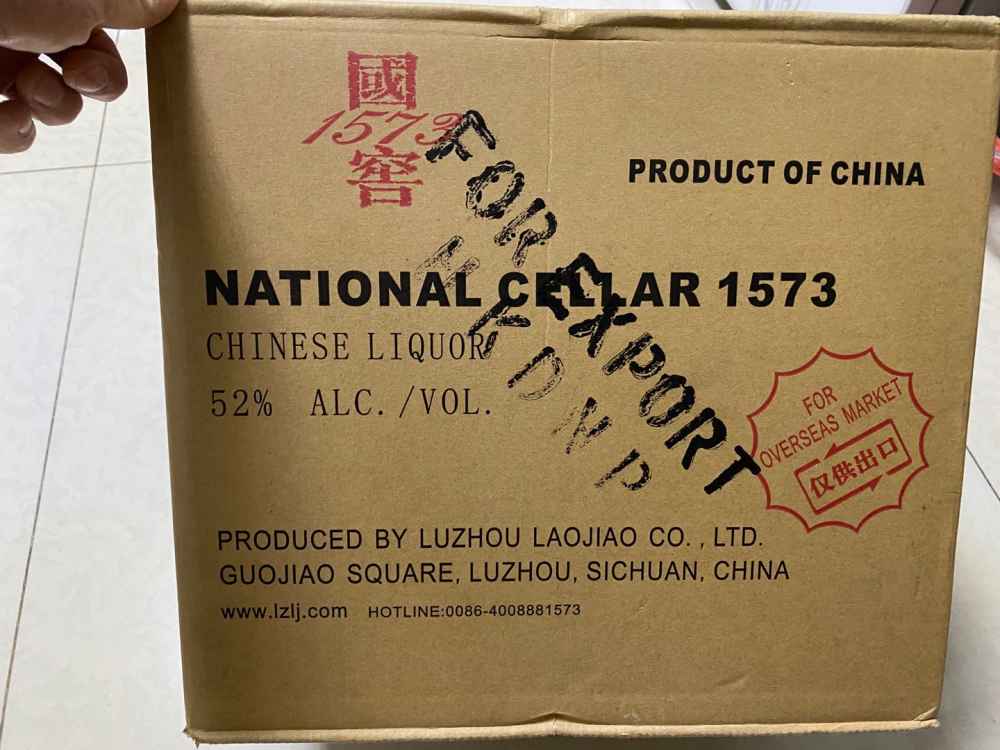 國
1573
窖
PRODUCT OF CHINA
FOR EXPORT
HKDNP
NATIONAL CELLAR 1573
CHINESE LIQUOR
52% ALC./VOL.
FOR
OVERSEAS MARKET
仅供出口
PRODUCED BY LUZHOU LAOJIAO CO., LTD.
GUOJIAO SQUARE, LUZHOU, SICHUAN, CHINA
www.lzlj.com HOTLINE:0086-4008881573